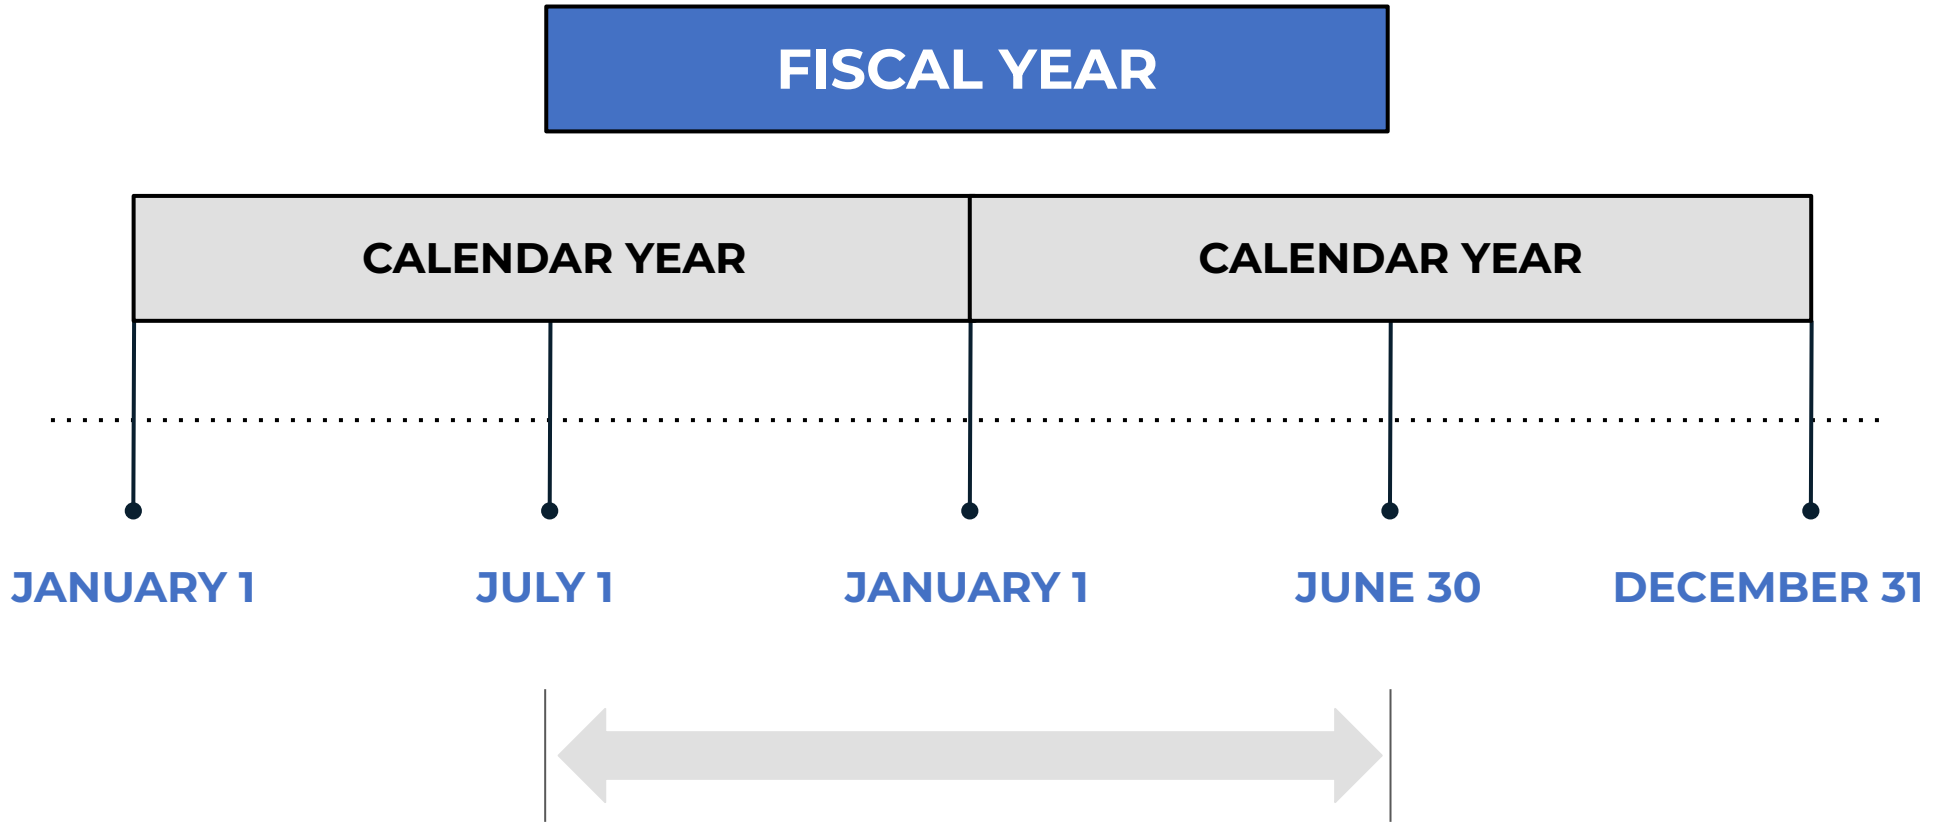 FISCAL YEAR
CALENDAR YEAR
CALENDAR YEAR
JANUARY 1
JULY 1
JANUARY 1
JUNE 30
DECEMBER 31